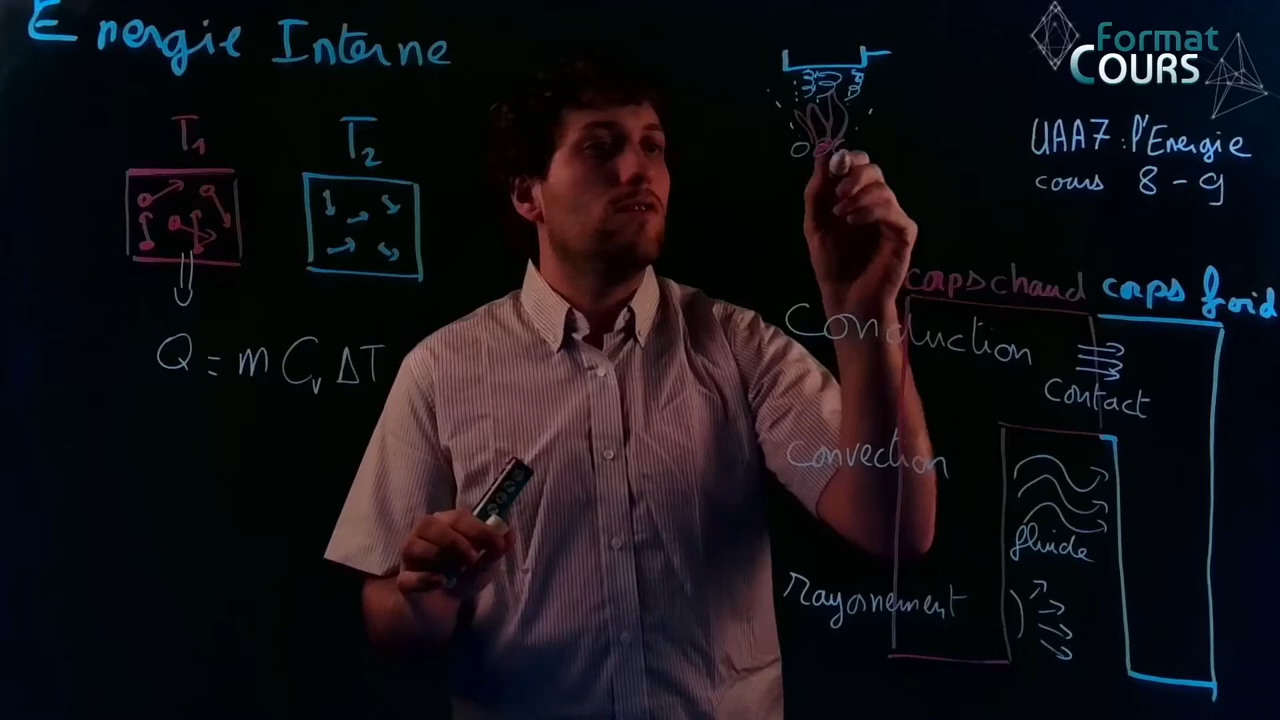 Energie Interne
Format
COURS
UAA7 : l'Energie
cours 8-9
T1
T2
Q = m Cv ΔT
corps chaud
corps froid
Conduction
contact
convection
fluide
rayonnement